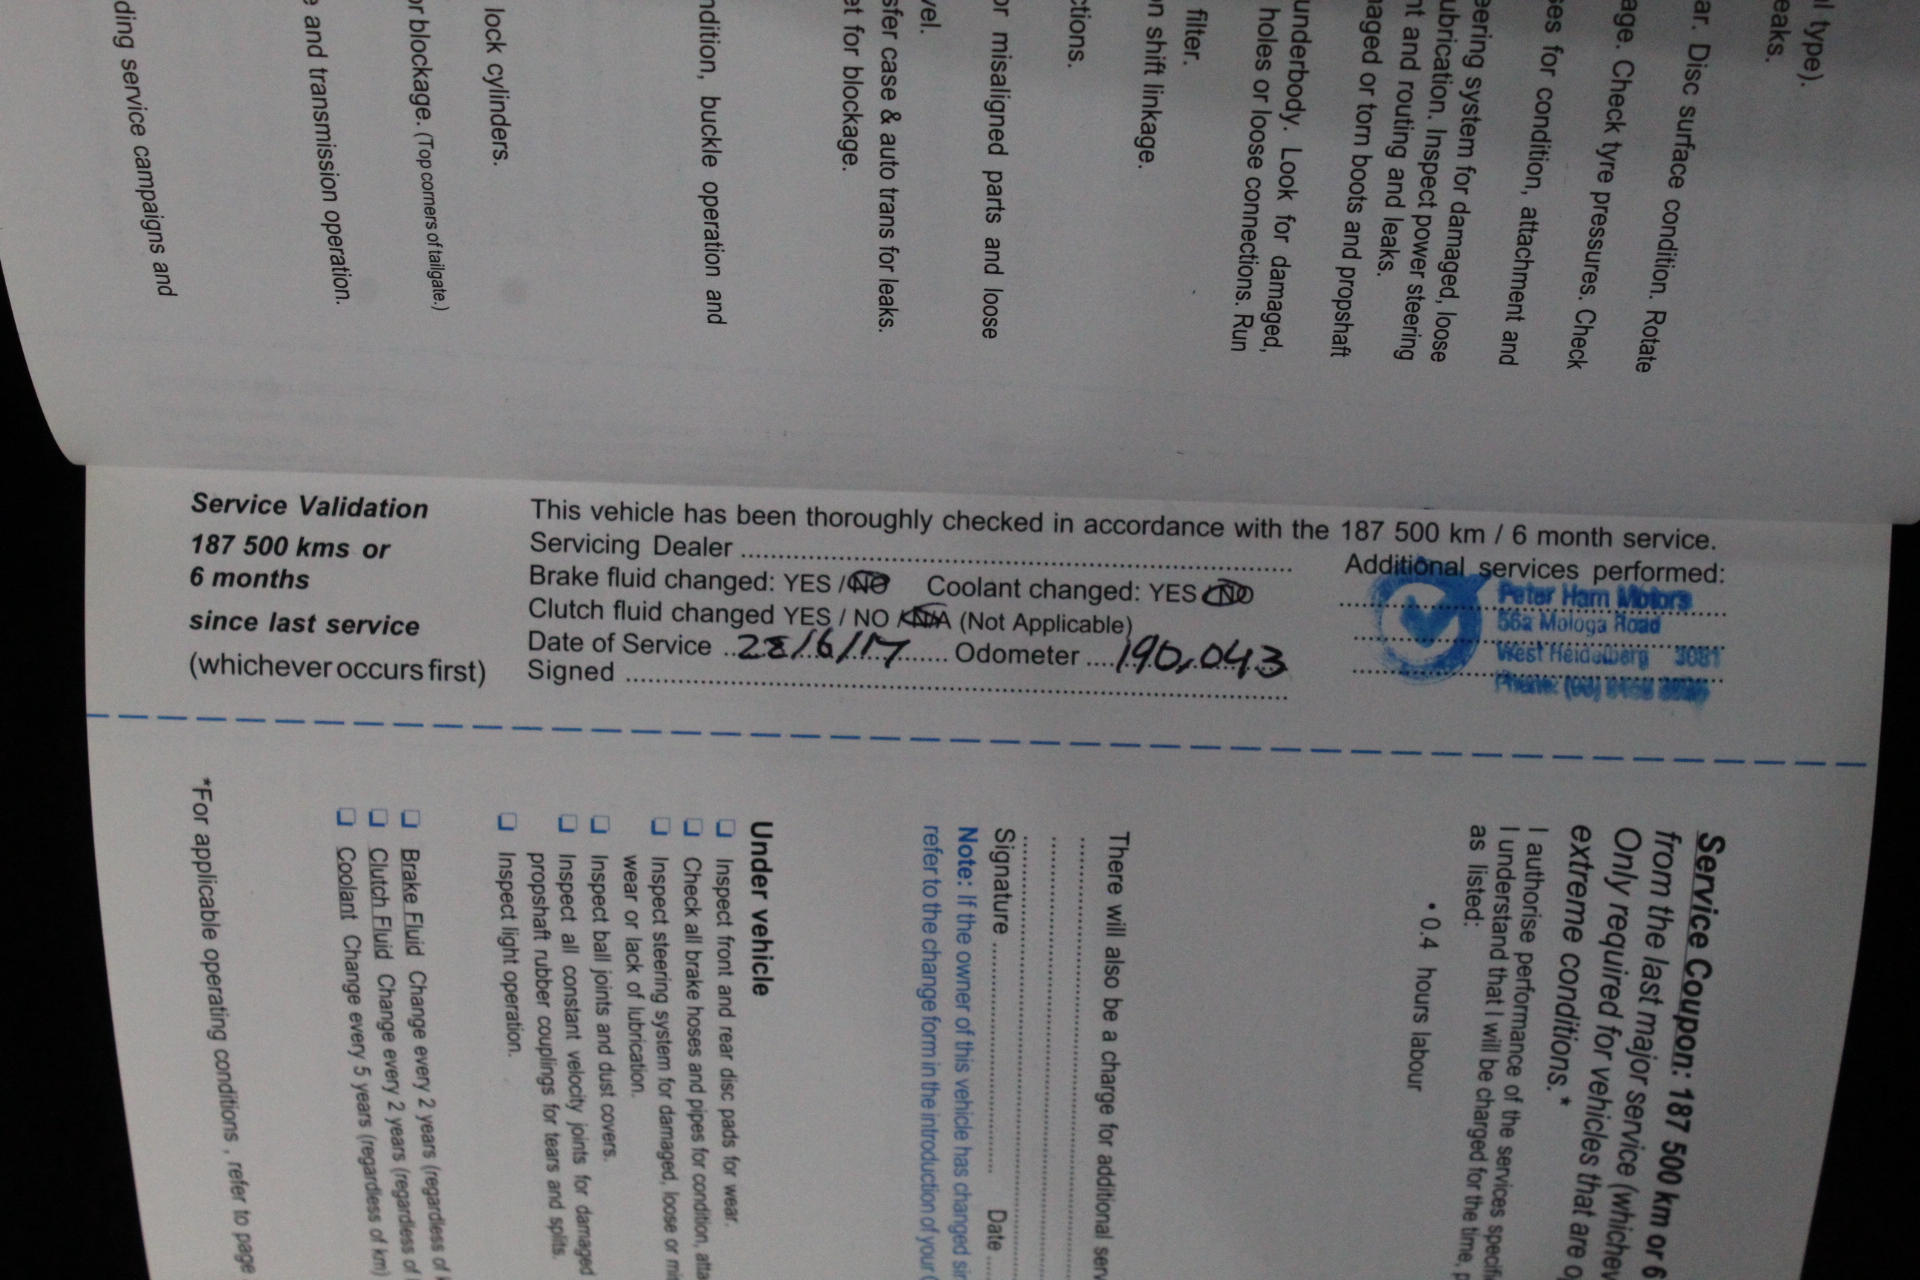 l type).
eaks.
ar. Disc surface condition. Rotate
age. Check tyre pressures. Check
es for condition, attachment and
eering system for damaged, loose
ubrication. Inspect power steering
nt and routing and leaks.
aged or torn boots and propshaft
underbody. Look for damaged,
holes or loose connections. Run
filter.
n shift linkage.
ctions.
or misaligned parts and loose
vel.
sfer case & auto trans for leaks.
et for blockage.
ndition, buckle operation and
lock cylinders.
or blockage. (Top corners of tailgate.)
e and transmission operation.
ding service campaigns and
Service Validation
187 500 kms or
6 months
since last service
(whichever occurs first)
This vehicle has been thoroughly checked in accordance with the 187 500 km / 6 month service.
Servicing Dealer
Brake fluid changed: YES / NO Coolant changed: YES / NO
Clutch fluid changed YES / NO / NA (Not Applicable)
Date of Service 28/6/17 Odometer 190,043
Signed
Additional services performed:
Peter Ham Motors
56a Mologa Road
West Heidelberg 3081
Phone: (03)
Service Coupon: 187 500 km or 6
from the last major service (whichev
Only required for vehicles that are o
extreme conditions.*
I authorise performance of the services specifi
I understand that I will be charged for the time, p
as listed:
• 0.4 hours labour
There will also be a charge for additional serv
Signature Date
Note: If the owner of this vehicle has changed sin
refer to the change form in the introduction of your
Under vehicle
❑ Inspect front and rear disc pads for wear.
❑ Check all brake hoses and pipes for condition, atta
❑ Inspect steering system for damaged, loose or mi
wear or lack of lubrication.
❑ Inspect ball joints and dust covers.
❑ Inspect all constant velocity joints for damaged
propshaft rubber couplings for tears and splits.
❑ Inspect light operation.
❑ Brake Fluid Change every 2 years (regardless of k
❑ Clutch Fluid Change every 2 years (regardless of
❑ Coolant Change every 5 years (regardless of km)
*For applicable operating conditions , refer to page